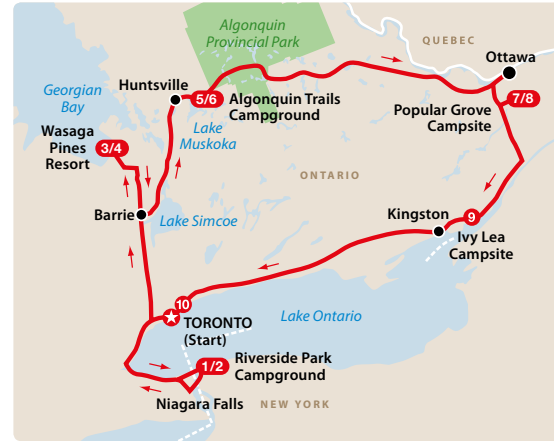 Algonquin
Provincial Park
QUEBEC
Ottawa
Georgian
Bay
Huntsville
5/6
Algonquin Trails
Campground
7/8
Popular Grove
Campsite
Lake
Muskoka
Wasaga
Pines
Resort
3/4
ONTARIO
Barrie
Lake Simcoe
Kingston
9
Ivy Lea
Campsite
10
TORONTO
(Start)
Lake Ontario
1/2
Riverside Park
Campground
Niagara Falls
NEW YORK